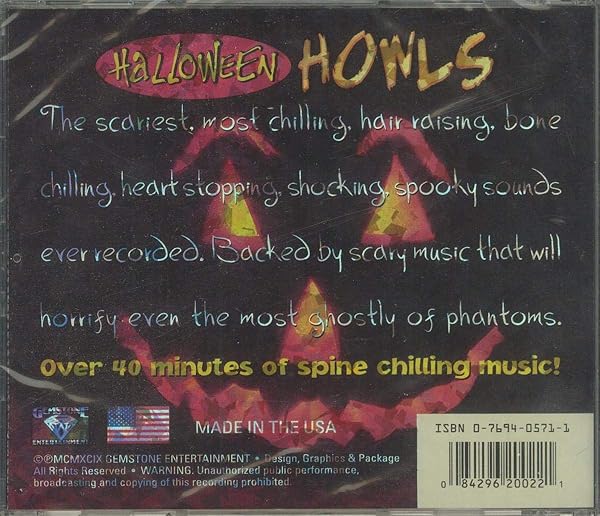 HALLOWEEN HOWLS
The scariest, most chilling, hair raising, bone
chilling, heart stopping, shocking, spooky sounds
ever recorded. Backed by scary music that will
horrify even the most ghostly of phantoms.
Over 40 minutes of spine chilling music!
GEMSTONE
ENTERTAINMENT
MADE IN THE USA
©℗MCMXCIX GEMSTONE ENTERTAINMENT • Design, Graphics & Package
All Rights Reserved • WARNING: Unauthorized public performance,
broadcasting and copying of this recording prohibited.
ISBN 0-7694-0571-1
0 84296 20022 1